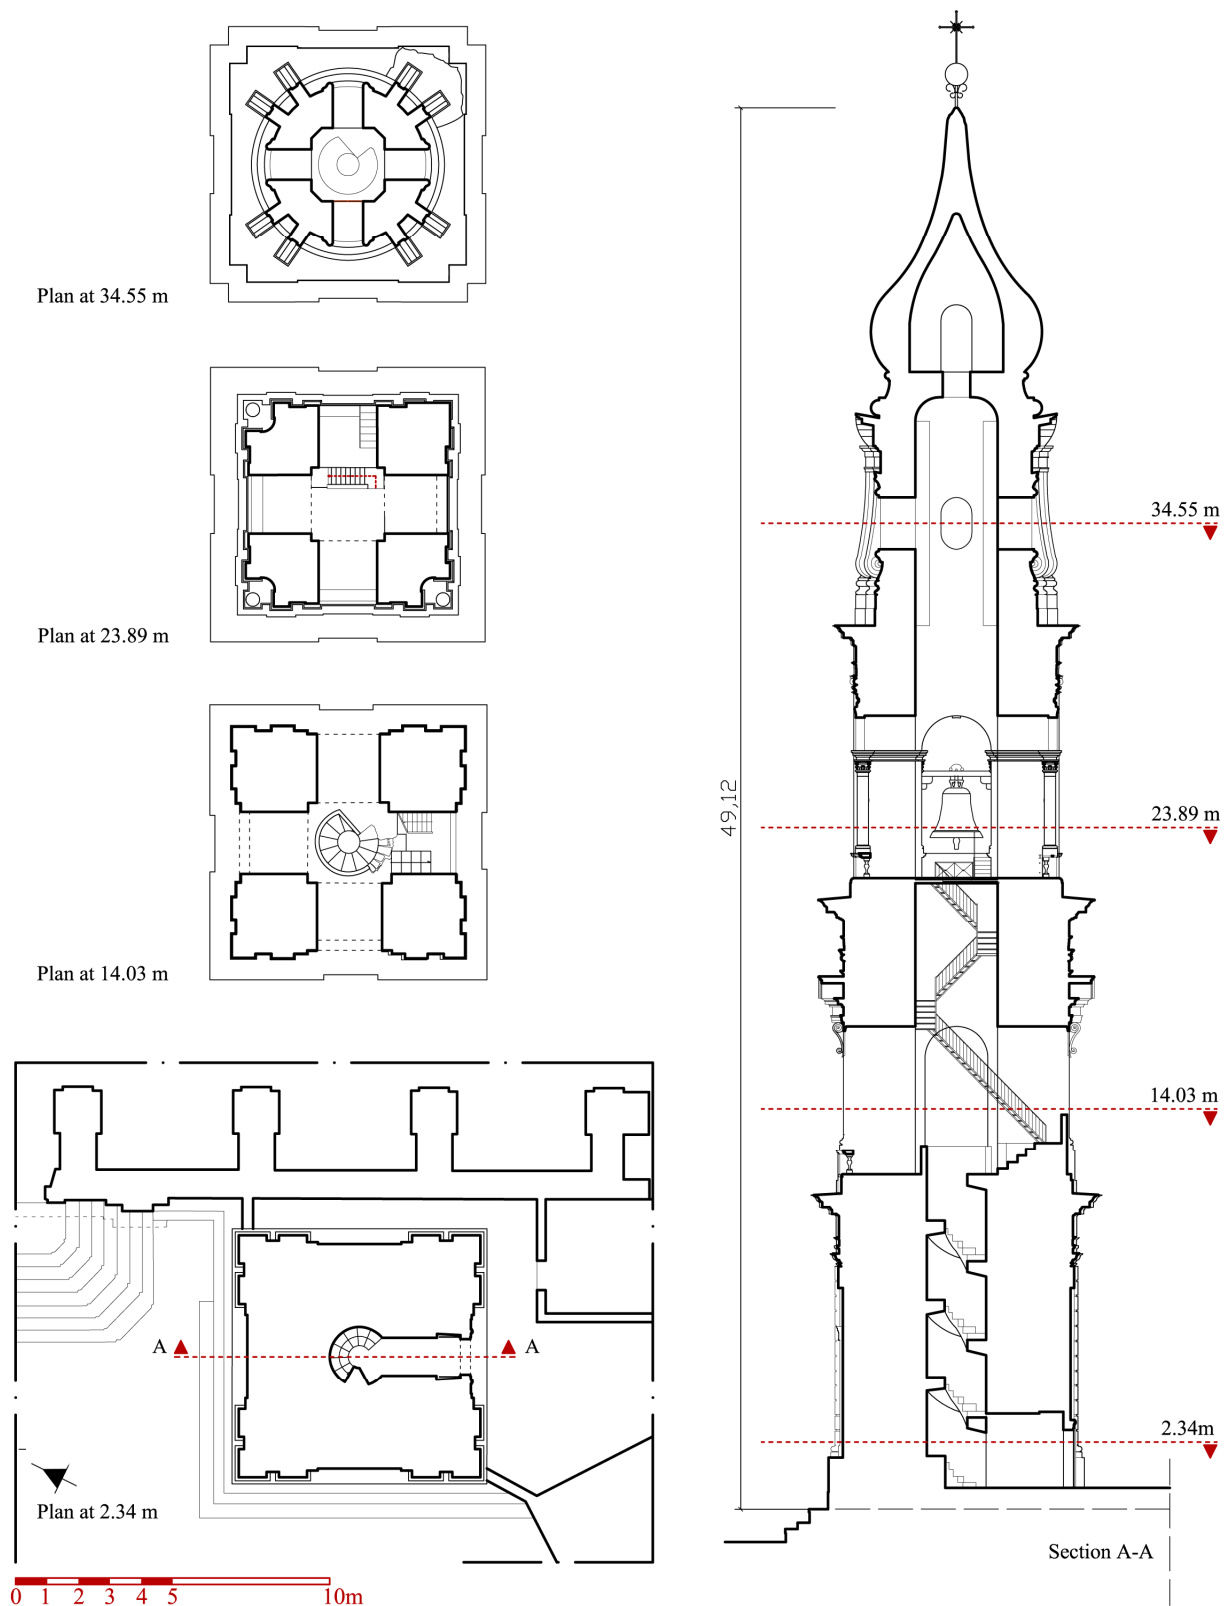 Plan at 34.55 m
34.55 m
Plan at 23.89 m
23.89 m
49,12
Plan at 14.03 m
14.03 m
A
A
2.34m
Plan at 2.34 m
Section A-A
0 1 2 3 4 5 10m